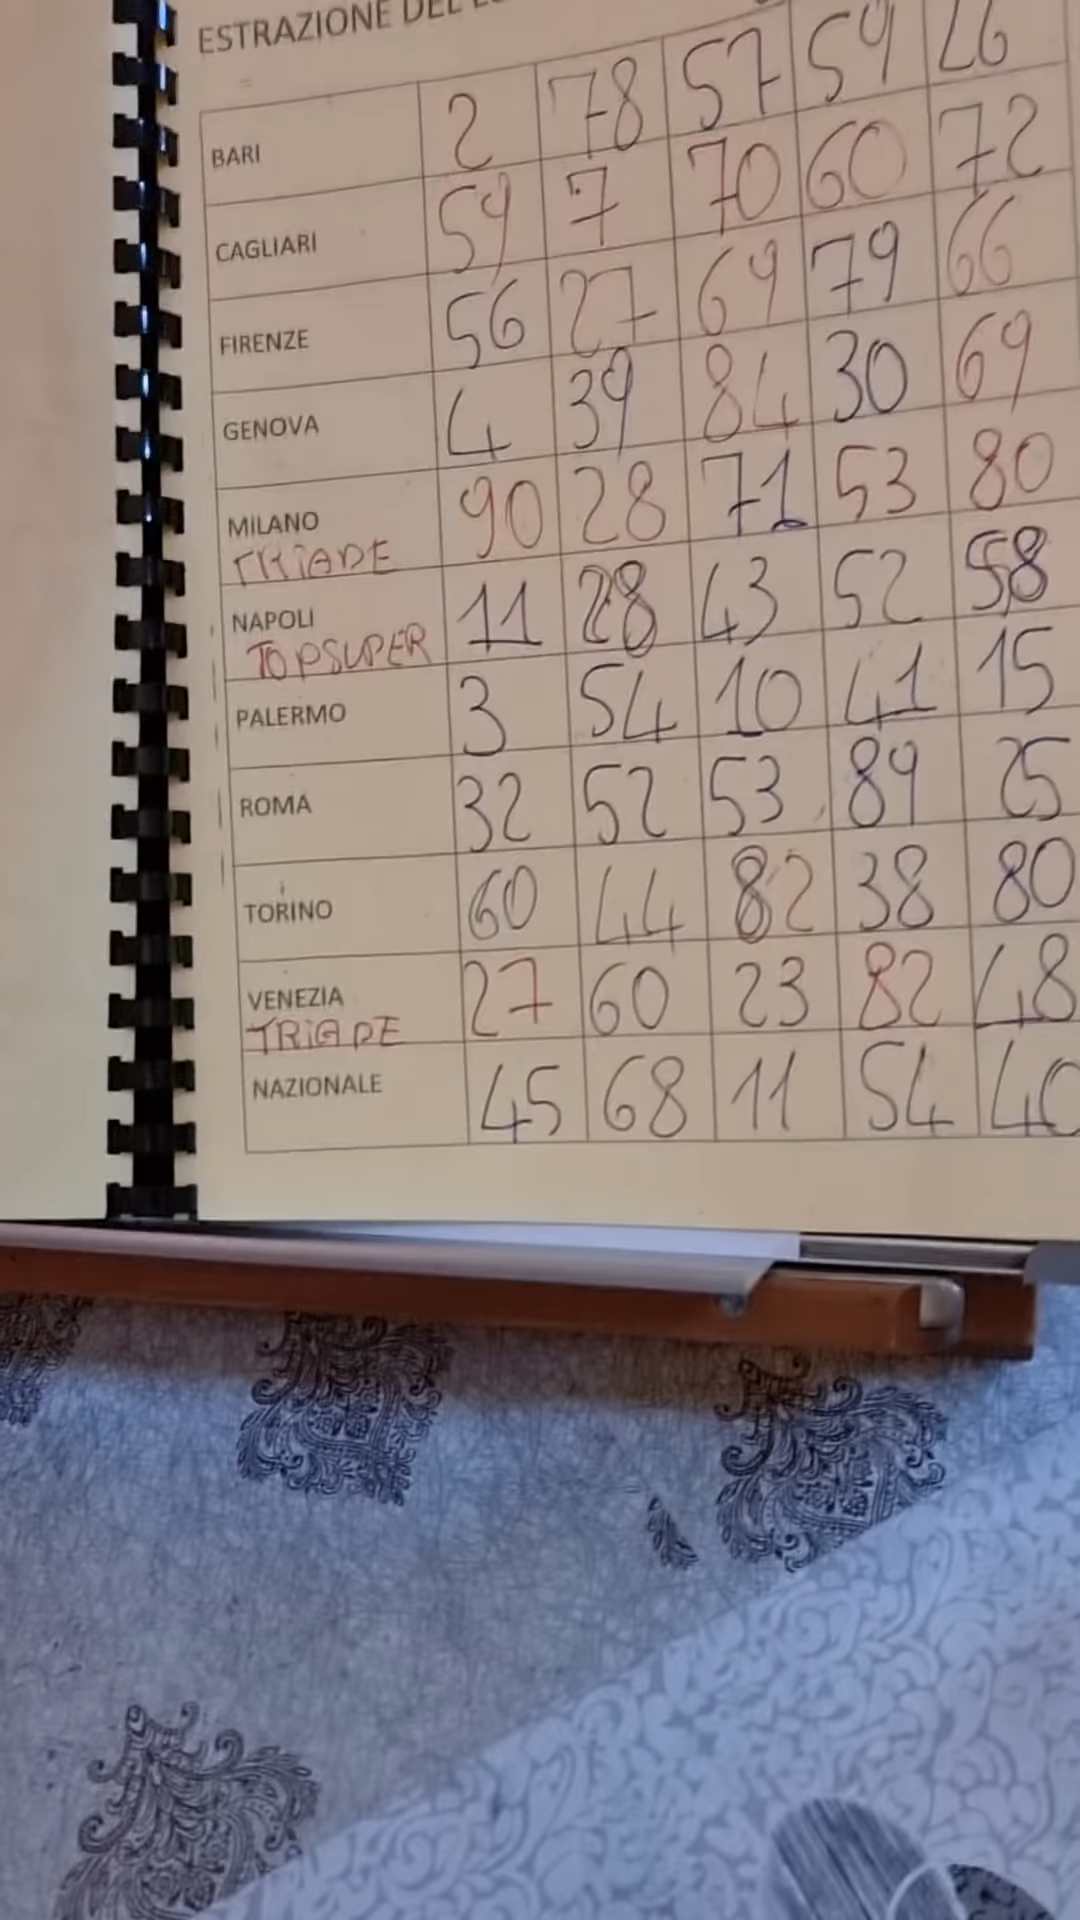 ESTRAZIONE DEL
BARI 2 78 57 59 26
CAGLIARI 59 7 70 60 72
FIRENZE 56 27 69 79 66
GENOVA 4 39 84 30 69
MILANO 90 28 71 53 80
TRIADE
NAPOLI 11 28 43 52 58
TOPSUPER
PALERMO 3 54 10 41 15
ROMA 32 52 53 89 25
TORINO 60 44 82 38 80
VENEZIA 27 60 23 82 48
TRIADE
NAZIONALE 45 68 11 54 40